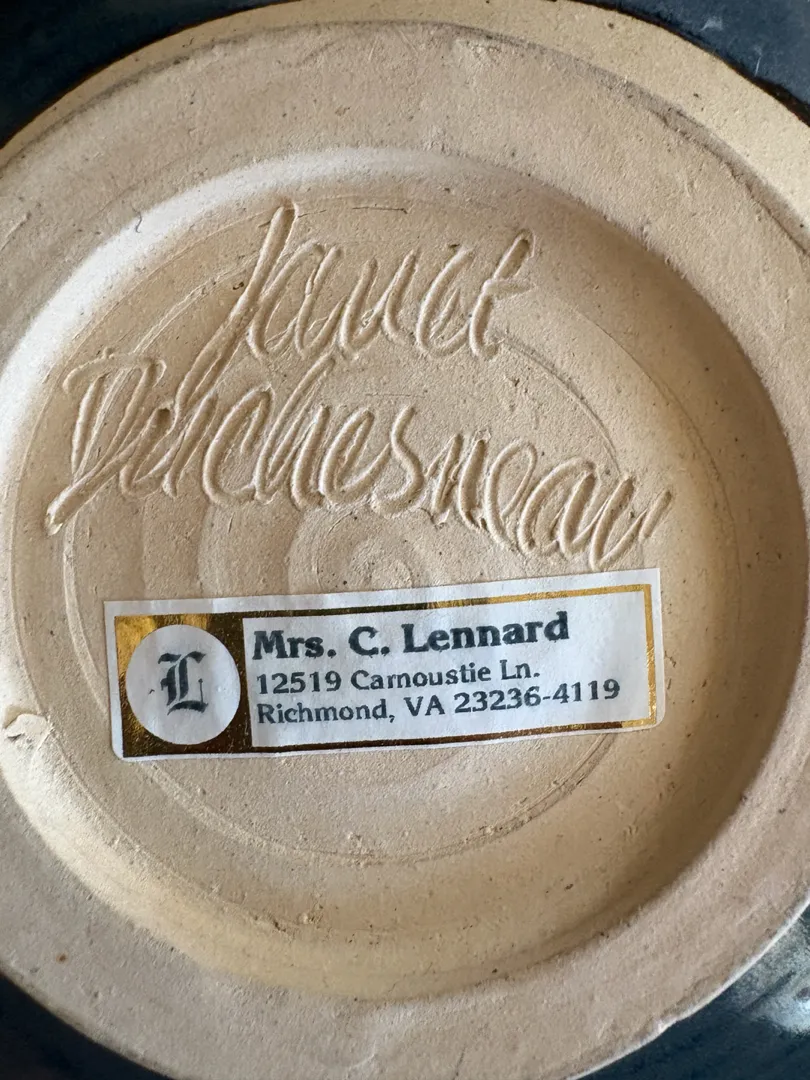 Janet
Duchesneau
L
Mrs. C. Lennard
12519 Carnoustie Ln.
Richmond, VA 23236-4119